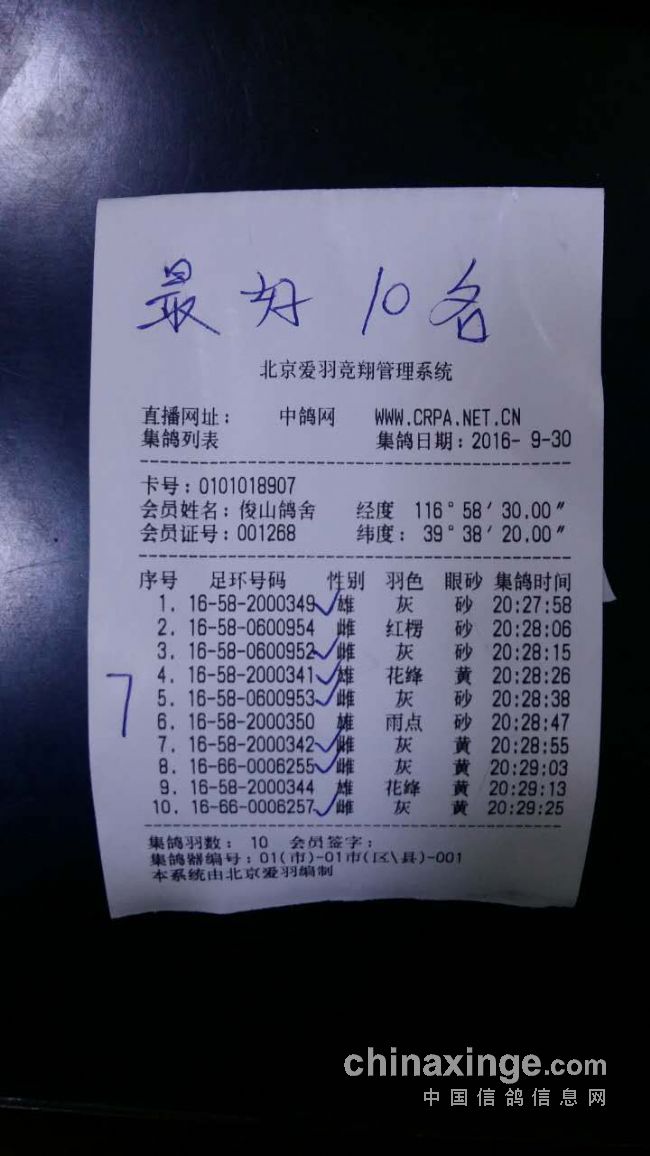 最好 10名
北京爱羽竞翔管理系统
直播网址： 中鸽网 WWW.CRPA.NET.CN
集鸽列表 集鸽日期：2016- 9-30
卡号：0101018907
会员姓名：俊山鸽舍 经度 116°58′30.00″
会员证号：001268 纬度： 39°38′20.00″
序号 足环号码 性别 羽色 眼砂 集鸽时间
1. 16-58-2000349 雄 灰 砂 20:27:58
2. 16-58-0600954 雌 红楞 砂 20:28:06
3. 16-58-0600952 雌 灰 砂 20:28:15
4. 16-58-2000341 雄 花绛 黄 20:28:26
5. 16-58-0600953 雌 灰 砂 20:28:38
6. 16-58-2000350 雄 雨点 砂 20:28:47
7. 16-58-2000342 雌 灰 黄 20:28:55
8. 16-66-0006255 雌 灰 黄 20:29:03
9. 16-58-2000344 雄 花绛 黄 20:29:13
10. 16-66-0006257 雌 灰 黄 20:29:25
7
集鸽羽数： 10 会员签字：
集鸽器编号：01(市)-01市(区\县)-001
本系统由北京爱羽编制
chinaxinge.com
中国信鸽信息网